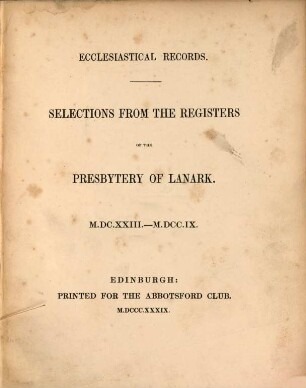 ECCLESIASTICAL RECORDS.
SELECTIONS FROM THE REGISTERS
OF THE
PRESBYTERY OF LANARK.
M.DC.XXIII.—M.DCC.IX.
EDINBURGH:
PRINTED FOR THE ABBOTSFORD CLUB.
M.DCCC.XXXIX.